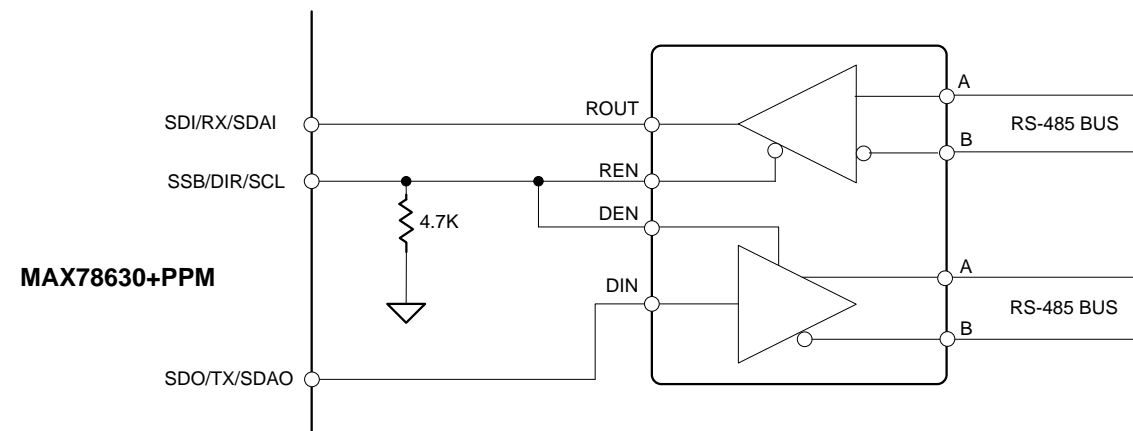 A
ROUT
SDI/RX/SDAI
RS-485 BUS
B
REN
SSB/DIR/SCL
DEN
4.7K
A
MAX78630+PPM
DIN
RS-485 BUS
B
SDO/TX/SDAO